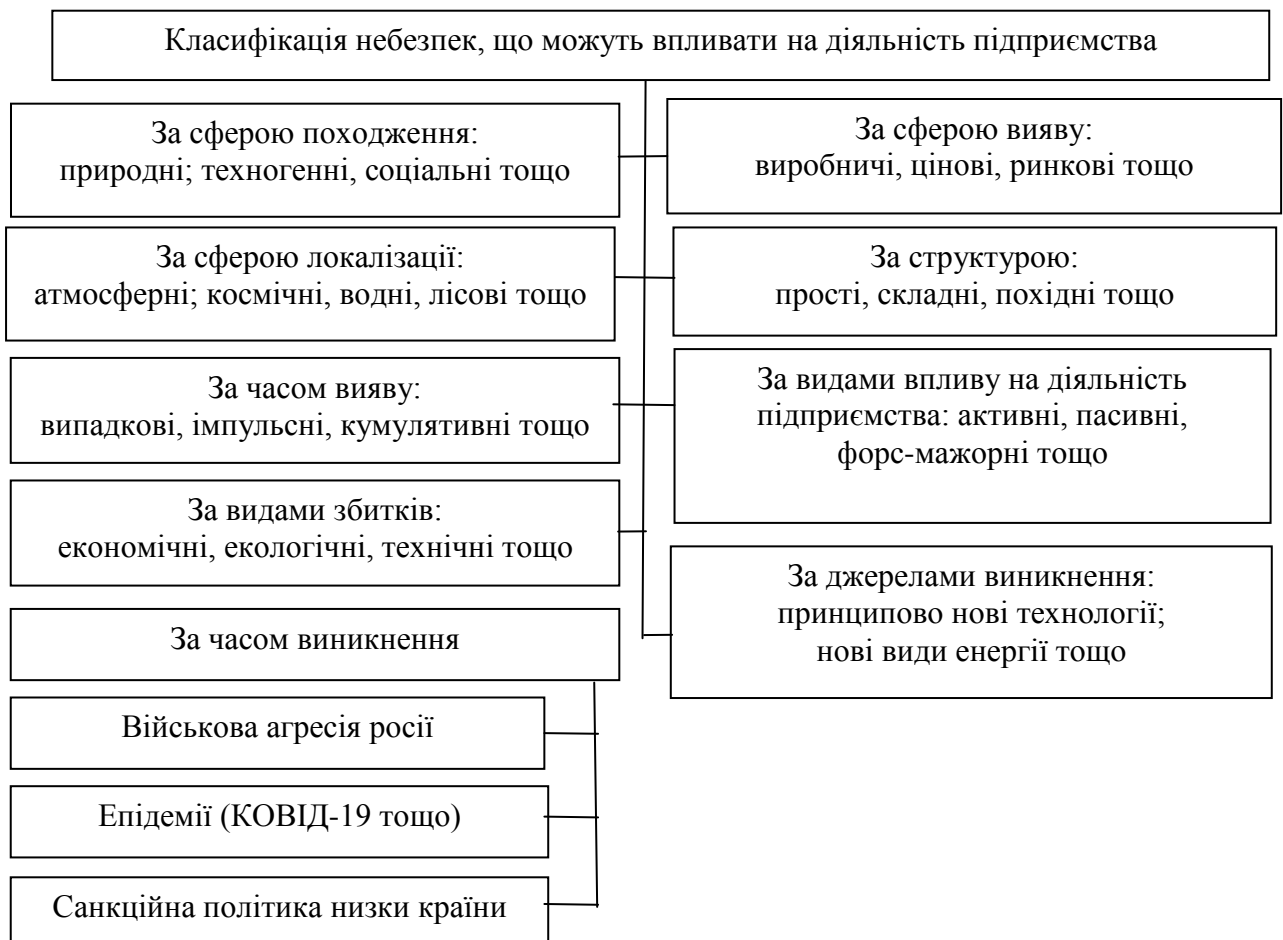 Класифікація небезпек, що можуть впливати на діяльність підприємства
За сферою походження:
природні; техногенні, соціальні тощо
За сферою вияву:
виробничі, цінові, ринкові тощо
За сферою локалізації:
атмосферні; космічні, водні, лісові тощо
За структурою:
прості, складні, похідні тощо
За часом вияву:
випадкові, імпульсні, кумулятивні тощо
За видами впливу на діяльність
підприємства: активні, пасивні,
форс-мажорні тощо
За видами збитків:
економічні, екологічні, технічні тощо
За джерелами виникнення:
принципово нові технології;
нові види енергії тощо
За часом виникнення
Військова агресія росії
Епідемії (КОВІД-19 тощо)
Санкційна політика низки країни